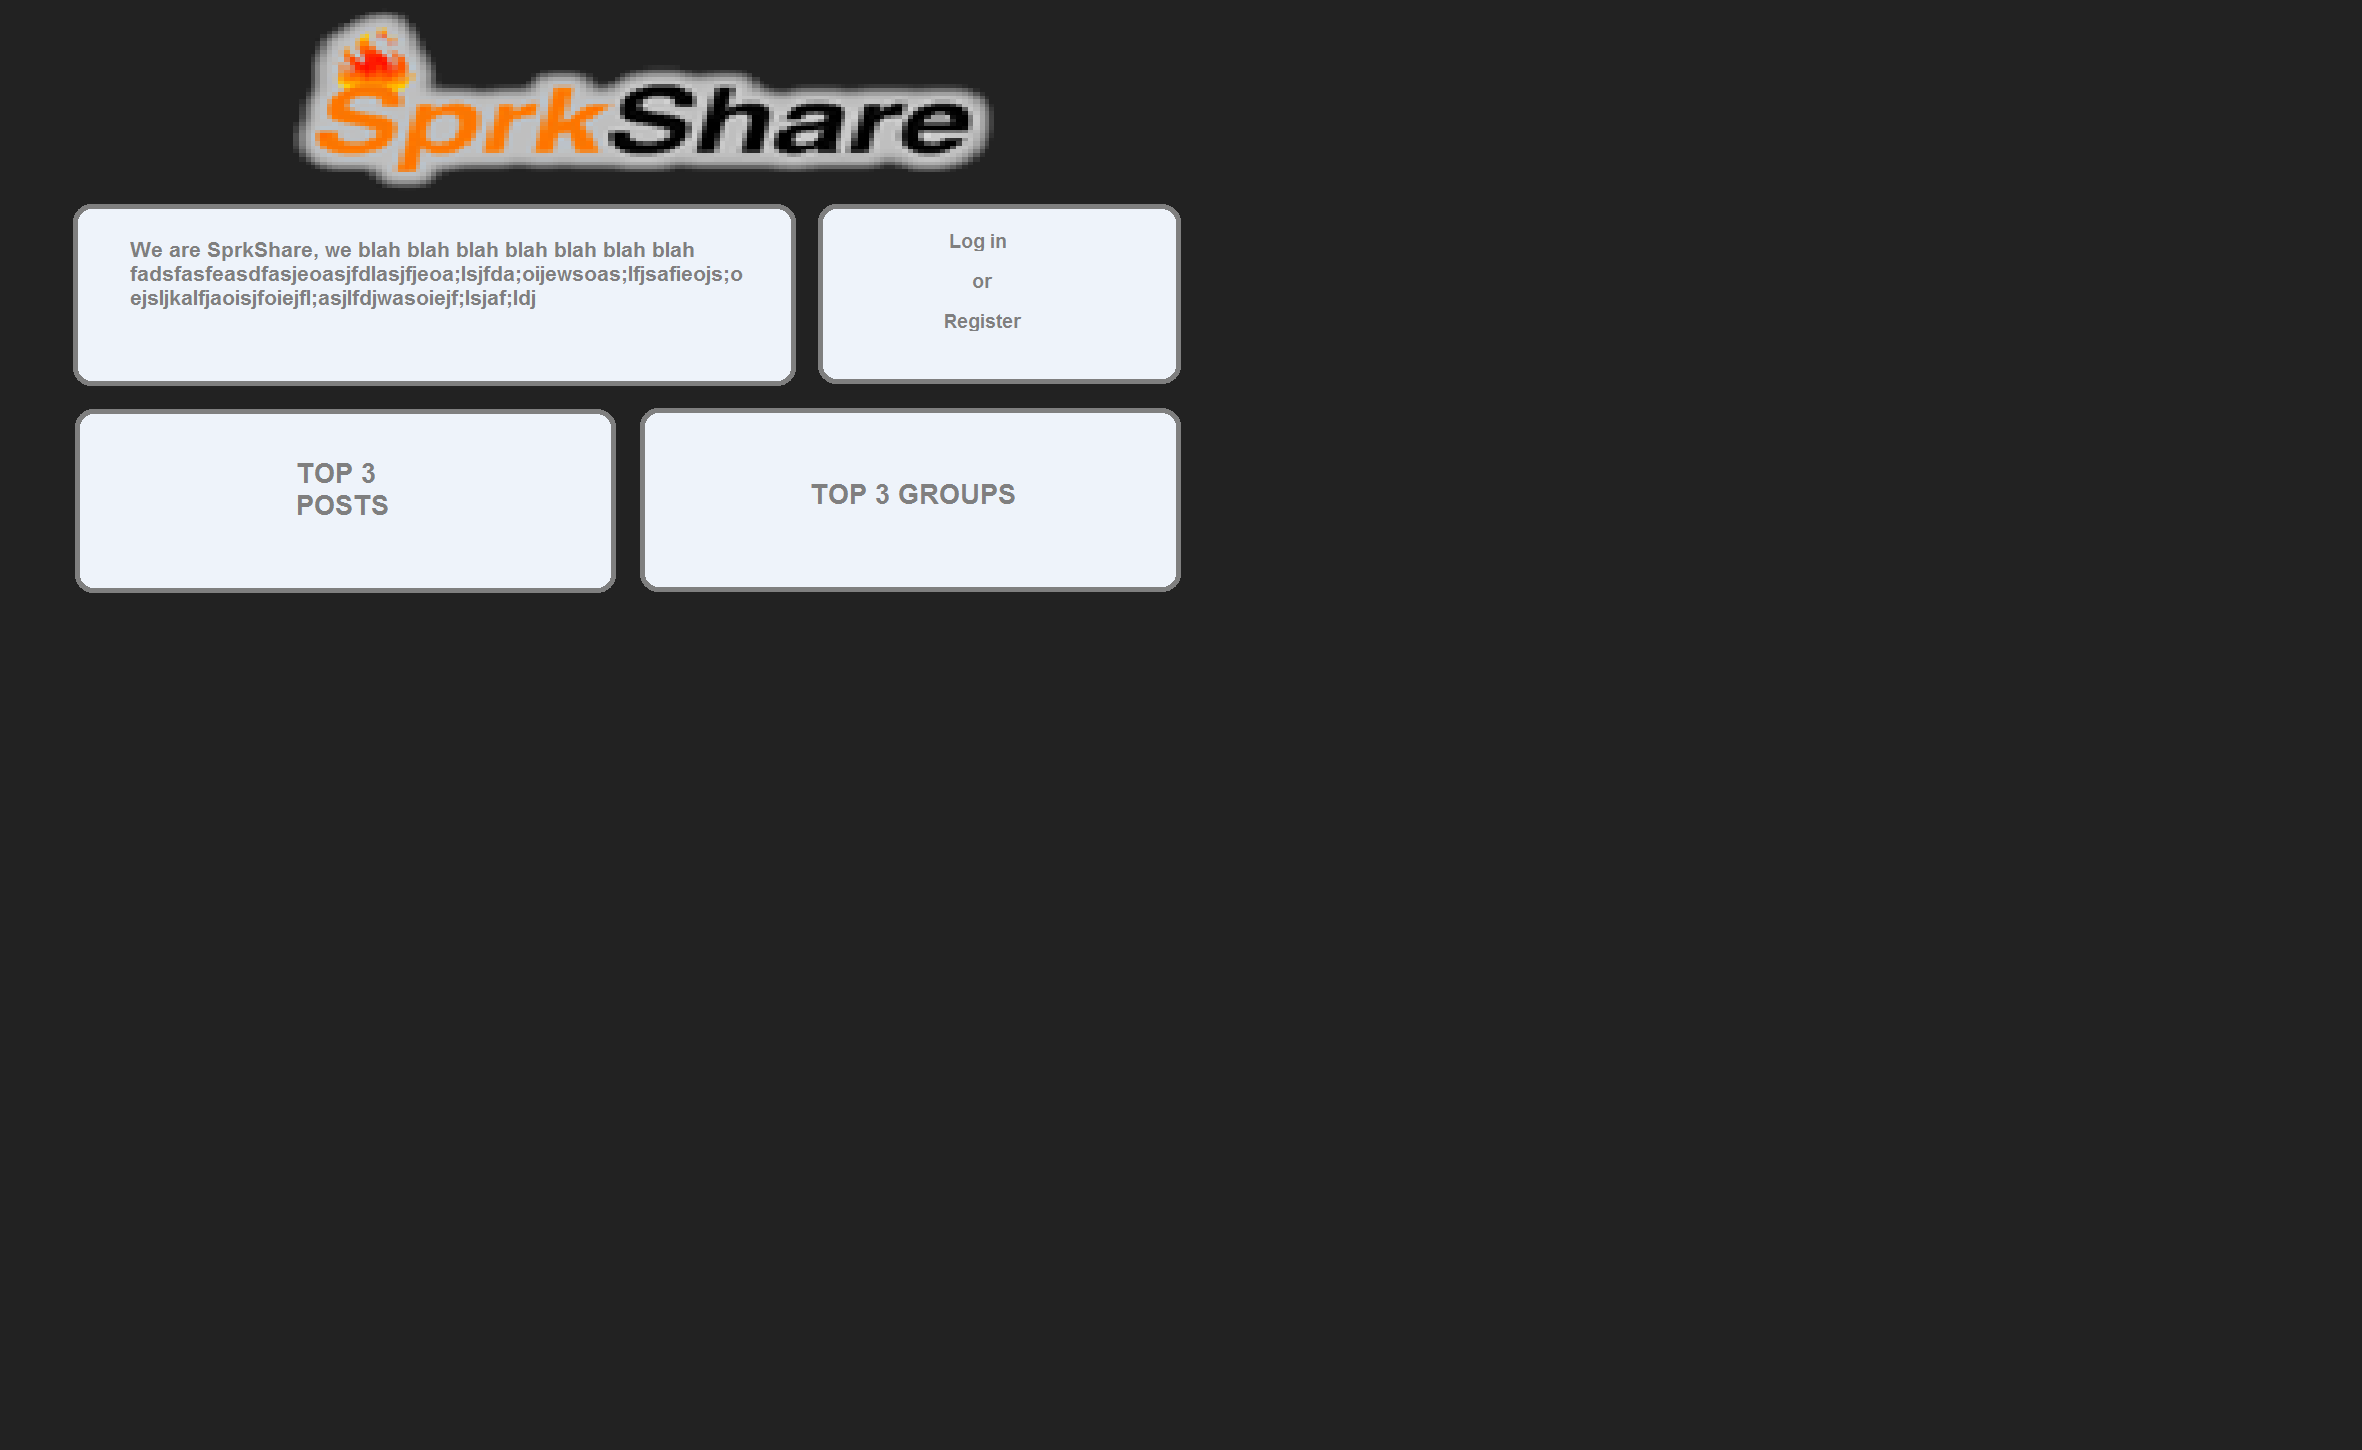 SprkShare
We are SprkShare, we blah blah blah blah blah blah blah
fadsfasfeasdfasjeoasjfdlasjfjeoa;lsjfda;oijewsoas;lfjsafieojs;o
ejsljkalfjaoisjfoiejfl;asjlfdjwasoiejf;lsjaf;ldj
Log in
or
Register
TOP 3
POSTS
TOP 3 GROUPS